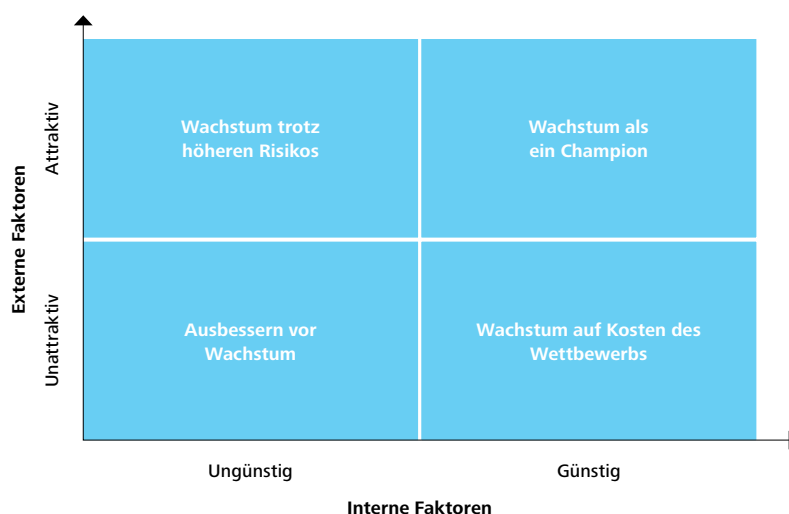 Externe Faktoren
Attraktiv
Unattraktiv
Wachstum trotz
höheren Risikos
Wachstum als
ein Champion
Ausbessern vor
Wachstum
Wachstum auf Kosten des
Wettbewerbs
Ungünstig
Günstig
Interne Faktoren